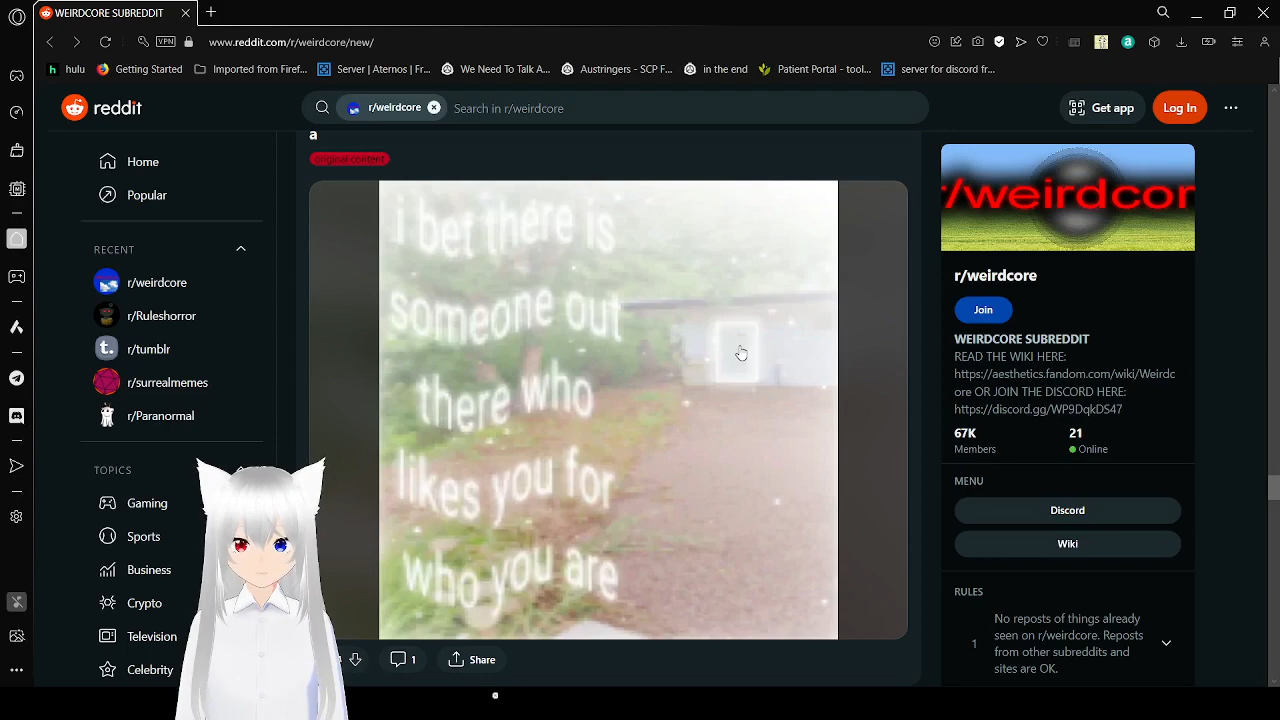 WEIRDCORE SUBREDDIT
VPN
www.reddit.com/r/weirdcore/new/
hulu
Getting Started
Imported from Firef...
Server | Aternos | Fr...
We Need To Talk A...
Austringers - SCP F...
in the end
Patient Portal - tool...
server for discord fr...
reddit
r/weirdcore
Search in r/weirdcore
Get app
Log In
Home
Popular
RECENT
r/weirdcore
r/Ruleshorror
r/tumblr
r/surrealmemes
r/Paranormal
TOPICS
Gaming
Sports
Business
Crypto
Television
Celebrity
a
original content
i bet there is
someone out
there who
likes you for
who you are
1
Share
r/weirdcor
r/weirdcore
Join
WEIRDCORE SUBREDDIT
READ THE WIKI HERE:
https://aesthetics.fandom.com/wiki/Weirdc
ore OR JOIN THE DISCORD HERE:
https://discord.gg/WP9DqkDS47
67K
Members
21
Online
MENU
Discord
Wiki
RULES
1
No reposts of things already
seen on r/weirdcore. Reposts
from other subreddits and
sites are OK.